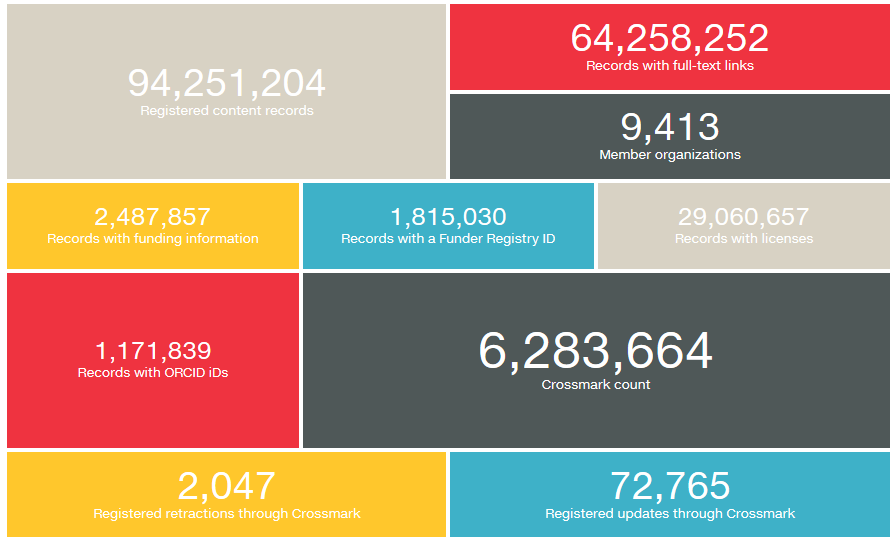 94,251,204
Registered content records
64,258,252
Records with full-text links
9,413
Member organizations
2,487,857
Records with funding information
1,815,030
Records with a Funder Registry ID
29,060,657
Records with licenses
1,171,839
Records with ORCID iDs
6,283,664
Crossmark count
2,047
Registered retractions through Crossmark
72,765
Registered updates through Crossmark